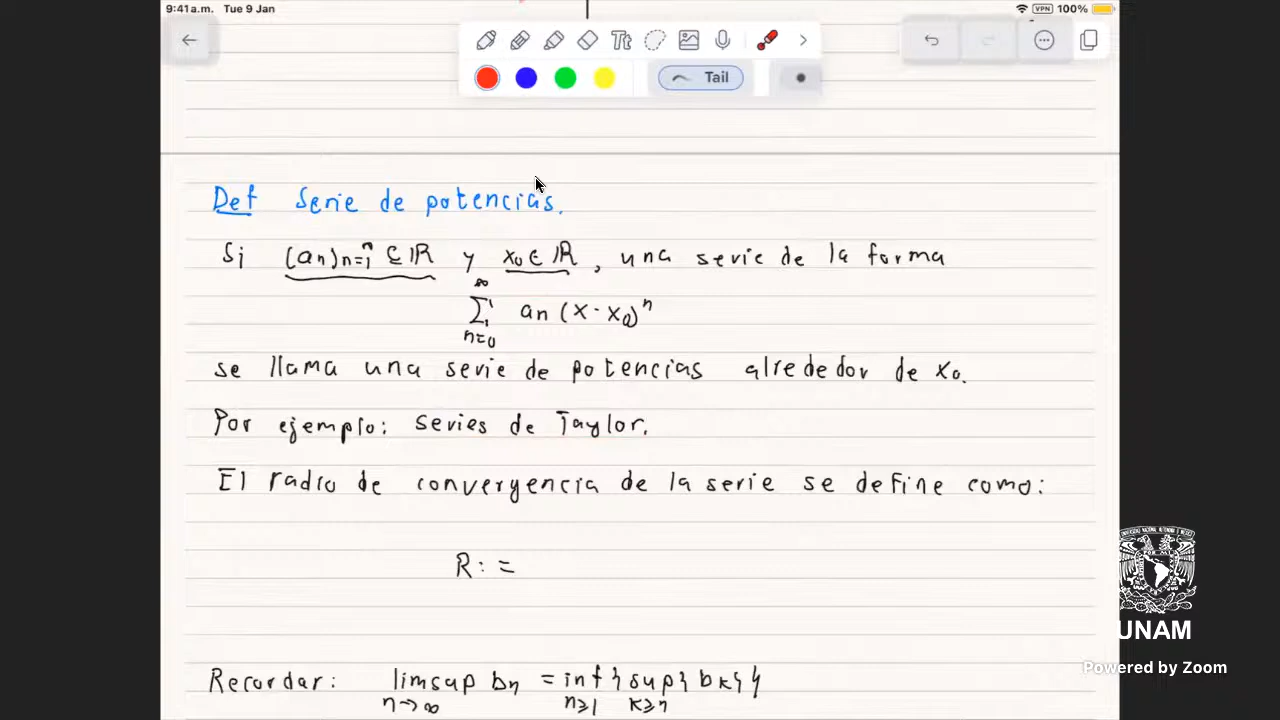 9:41a.m. Tue 9 Jan
VPN 100%
Tt
Tail
Def Serie de potencias.
Si (an)n=1^n ⊆ ℝ y x0 ∈ ℝ, una serie de la forma
∞
Σ an (x - x0)^n
n=0
se llama una serie de potencias alrededor de x0.
Por ejemplo: series de Taylor.
El radio de convergencia de la serie se define como:
R: =
Recordar: limsup bn = inf { sup { bk } }
n→∞ n≥1 k≥n
UNAM
Powered by Zoom